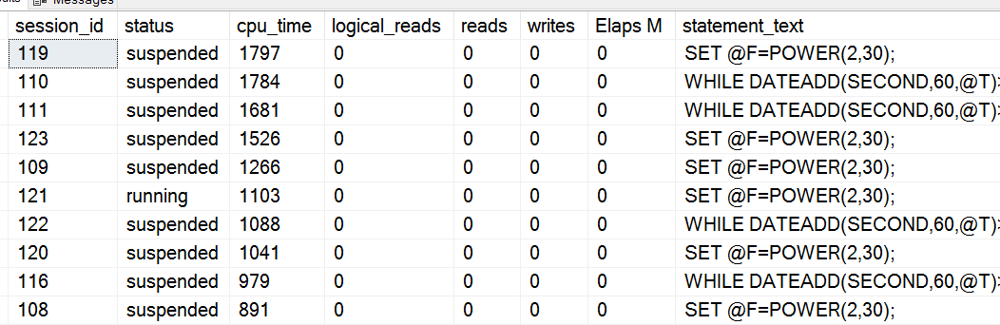 Messages
session_id status cpu_time logical_reads reads writes Elaps M statement_text
119 suspended 1797 0 0 0 0 SET @F=POWER(2,30);
110 suspended 1784 0 0 0 0 WHILE DATEADD(SECOND,60,@T)>
111 suspended 1681 0 0 0 0 WHILE DATEADD(SECOND,60,@T)>
123 suspended 1526 0 0 0 0 SET @F=POWER(2,30);
109 suspended 1266 0 0 0 0 SET @F=POWER(2,30);
121 running 1103 0 0 0 0 SET @F=POWER(2,30);
122 suspended 1088 0 0 0 0 WHILE DATEADD(SECOND,60,@T)>
120 suspended 1041 0 0 0 0 SET @F=POWER(2,30);
116 suspended 979 0 0 0 0 WHILE DATEADD(SECOND,60,@T)>
108 suspended 891 0 0 0 0 SET @F=POWER(2,30);